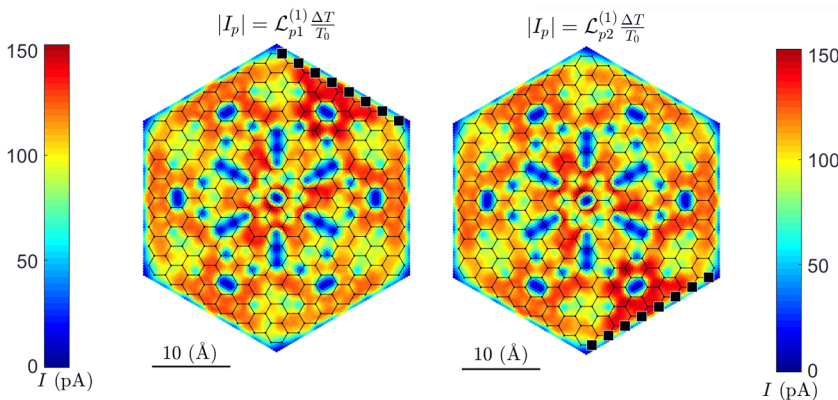 |I_p| = \mathcal{L}_{p1}^{(1)} \frac{\Delta T}{T_0}
|I_p| = \mathcal{L}_{p2}^{(1)} \frac{\Delta T}{T_0}
150
100
50
0
I (pA)
10 (Å)
10 (Å)
150
100
50
0
I (pA)